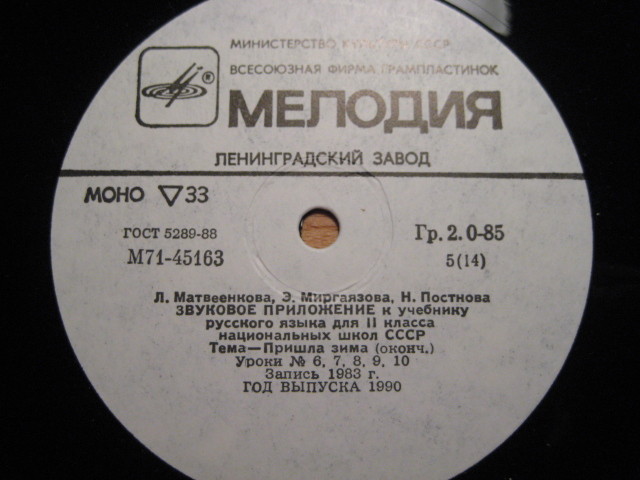 МИНИСТЕРСТВО КУЛЬТУРЫ СССР
ВСЕСОЮЗНАЯ ФИРМА ГРАМПЛАСТИНОК
®
МЕЛОДИЯ
ЛЕНИНГРАДСКИЙ ЗАВОД
МОНО ▽33
ГОСТ 5289-88
Гр. 2. 0-85
М71-45163
5(14)
Л. Матвеенкова, Э. Миргаязова, Н. Постнова
ЗВУКОВОЕ ПРИЛОЖЕНИЕ к учебнику
русского языка для II класса
национальных школ СССР
Тема—Пришла зима (оконч.)
Уроки № 6, 7, 8, 9, 10
Запись 1983 г.
ГОД ВЫПУСКА 1990